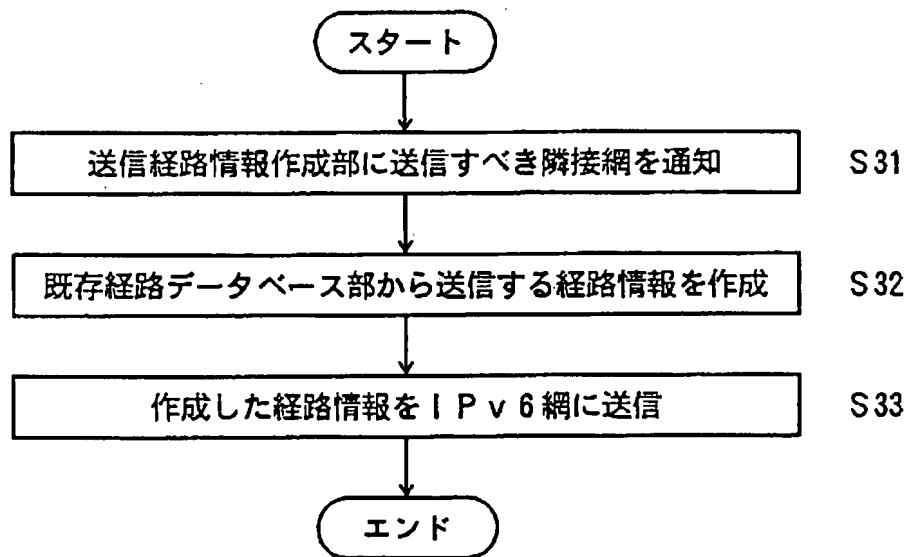 スタート
送信経路情報作成部に送信すべき隣接網を通知 S31
既存経路データベース部から送信する経路情報を作成 S32
作成した経路情報をIPv6網に送信 S33
エンド